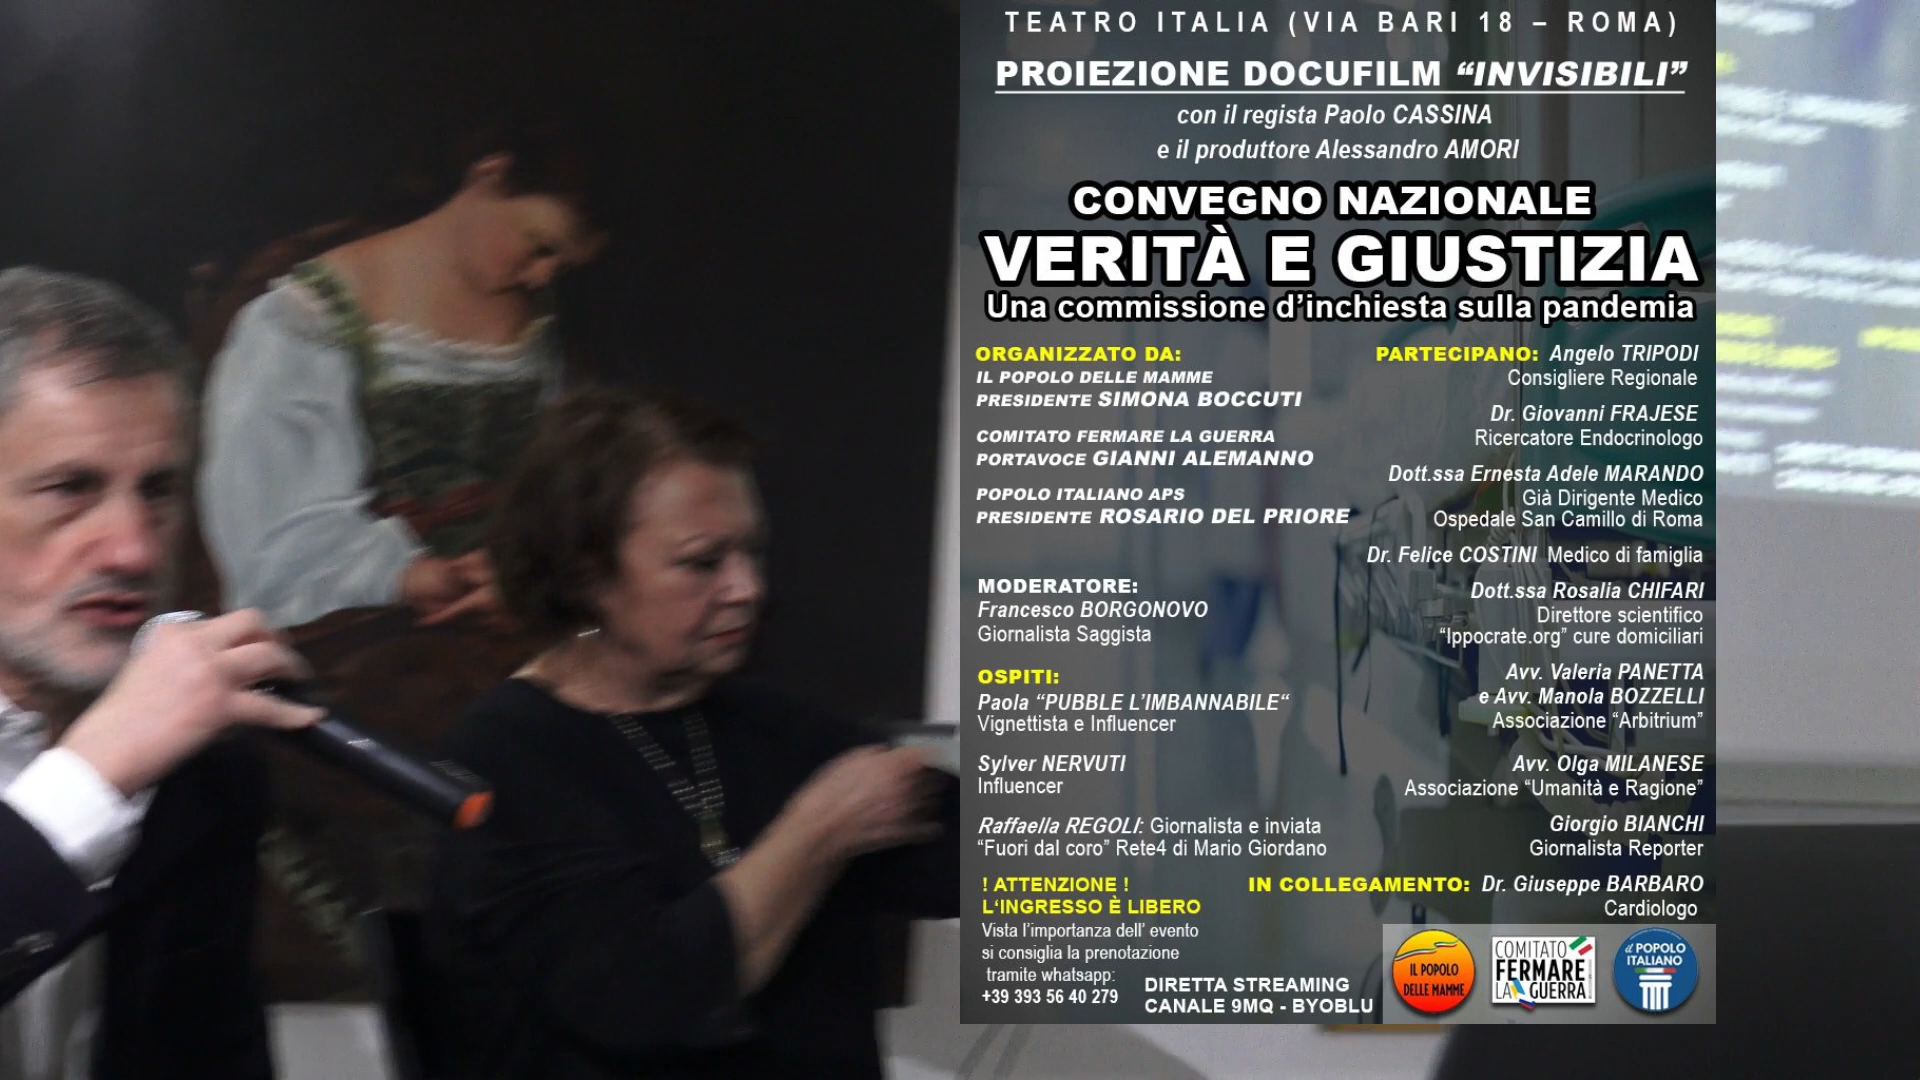 TEATRO ITALIA (VIA BARI 18 – ROMA)
PROIEZIONE DOCUFILM “INVISIBILI”
con il regista Paolo CASSINA
e il produttore Alessandro AMORI
CONVEGNO NAZIONALE
VERITÀ E GIUSTIZIA
Una commissione d’inchiesta sulla pandemia
ORGANIZZATO DA:
IL POPOLO DELLE MAMME
PRESIDENTE SIMONA BOCCUTI
COMITATO FERMARE LA GUERRA
PORTAVOCE GIANNI ALEMANNO
POPOLO ITALIANO APS
PRESIDENTE ROSARIO DEL PRIORE
MODERATORE:
Francesco BORGONOVO
Giornalista Saggista
OSPITI:
Paola “PUBBLE L’IMBANNABILE“
Vignettista e Influencer
Sylver NERVUTI
Influencer
Raffaella REGOLI: Giornalista e inviata
“Fuori dal coro” Rete4 di Mario Giordano
PARTECIPANO: Angelo TRIPODI
Consigliere Regionale
Dr. Giovanni FRAJESE
Ricercatore Endocrinologo
Dott.ssa Ernesta Adele MARANDO
Già Dirigente Medico
Ospedale San Camillo di Roma
Dr. Felice COSTINI Medico di famiglia
Dott.ssa Rosalia CHIFARI
Direttore scientifico
“Ippocrate.org” cure domiciliari
Avv. Valeria PANETTA
e Avv. Manola BOZZELLI
Associazione “Arbitrium”
Avv. Olga MILANESE
Associazione “Umanità e Ragione”
Giorgio BIANCHI
Giornalista Reporter
IN COLLEGAMENTO: Dr. Giuseppe BARBARO
Cardiologo
! ATTENZIONE !
L‘INGRESSO È LIBERO
Vista l’importanza dell’ evento
si consiglia la prenotazione
tramite whatsapp:
+39 393 56 40 279
DIRETTA STREAMING
CANALE 9MQ - BYOBLU
IL POPOLO
DELLE MAMME
COMITATO
FERMARE
LA GUERRA
il POPOLO
ITALIANO